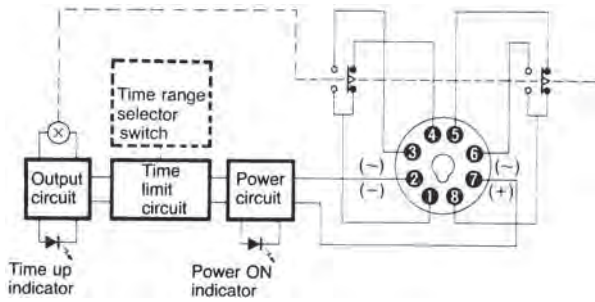 Time range
selector
switch
Output
circuit
Time
limit
circuit
Power
circuit
Time up
indicator
Power ON
indicator
4 5
3 6
(~) (~)
2 7
(−) (+)
1 8